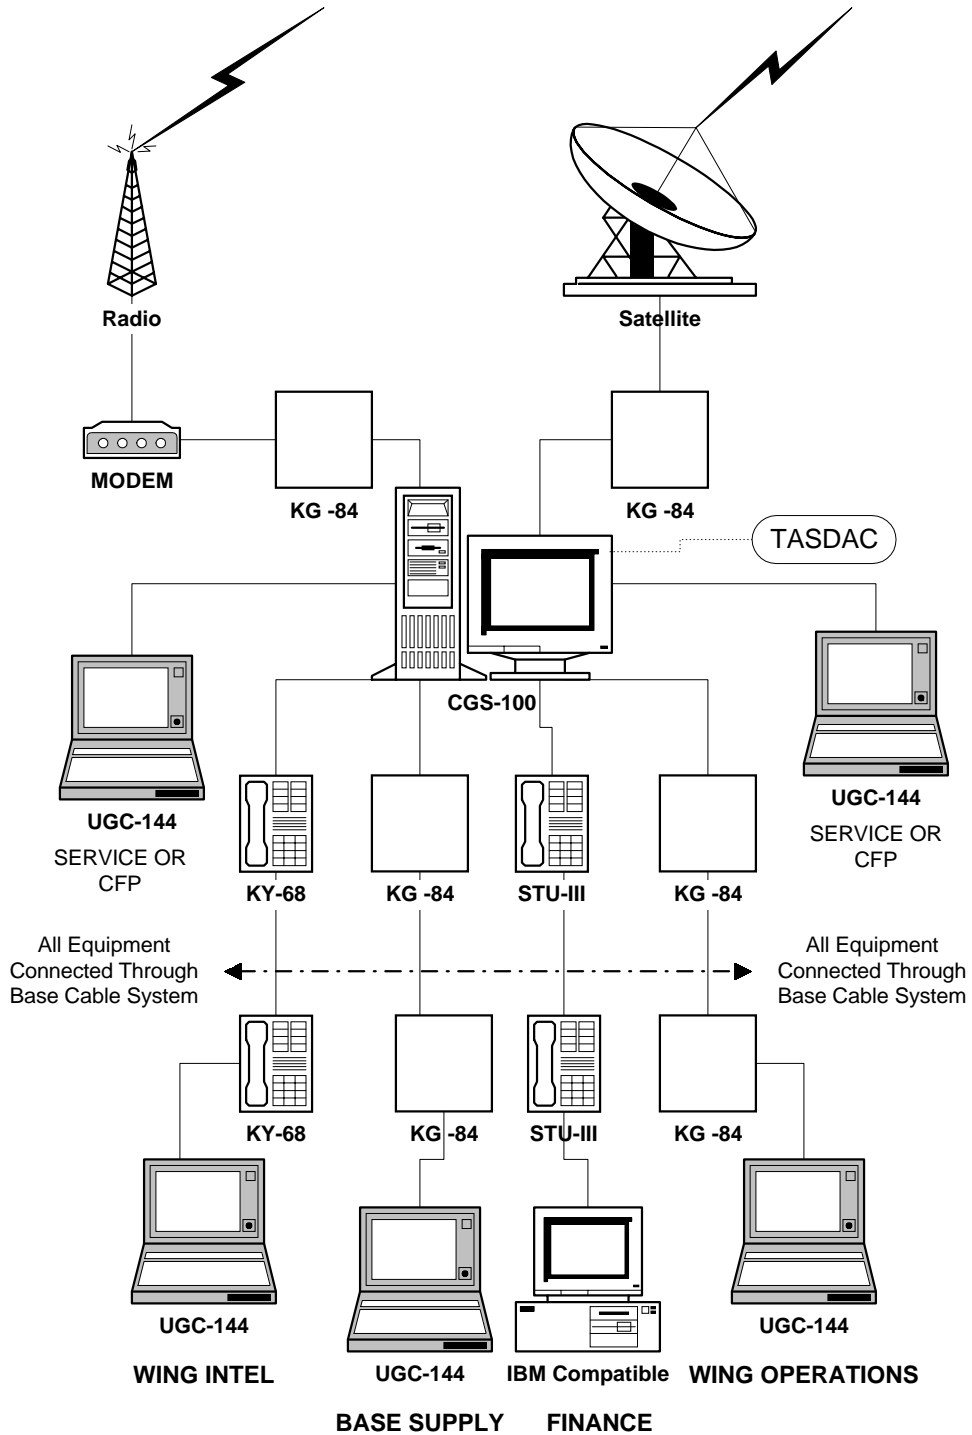 Radio
Satellite
MODEM
KG -84
KG -84
TASDAC
CGS-100
UGC-144
SERVICE OR
CFP
UGC-144
SERVICE OR
CFP
KY-68
KG -84
STU-III
KG -84
All Equipment
Connected Through
Base Cable System
All Equipment
Connected Through
Base Cable System
KY-68
KG -84
STU-III
KG -84
UGC-144
WING INTEL
UGC-144
BASE SUPPLY
IBM Compatible
FINANCE
UGC-144
WING OPERATIONS